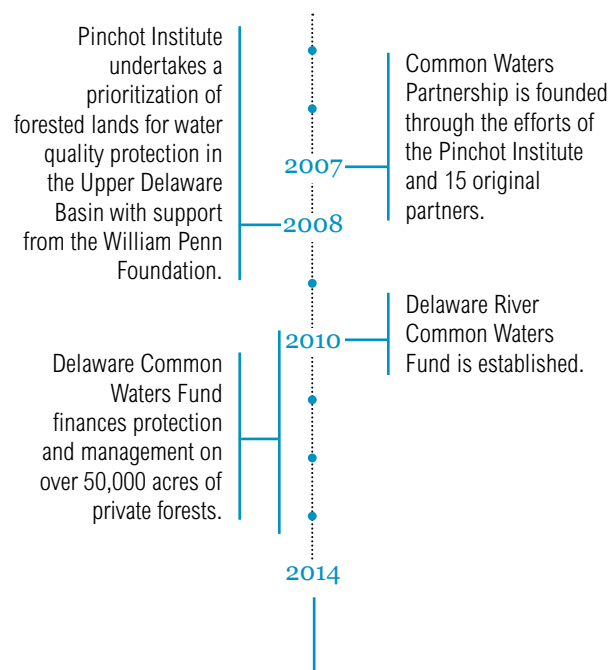 Pinchot Institute
undertakes a
prioritization of
forested lands for water
quality protection in
the Upper Delaware
Basin with support
from the William Penn
Foundation.
Common Waters
Partnership is founded
through the efforts of
the Pinchot Institute
and 15 original
partners.
2007
2008
Delaware River
Common Waters
Fund is established.
2010
Delaware Common
Waters Fund
finances protection
and management on
over 50,000 acres of
private forests.
2014